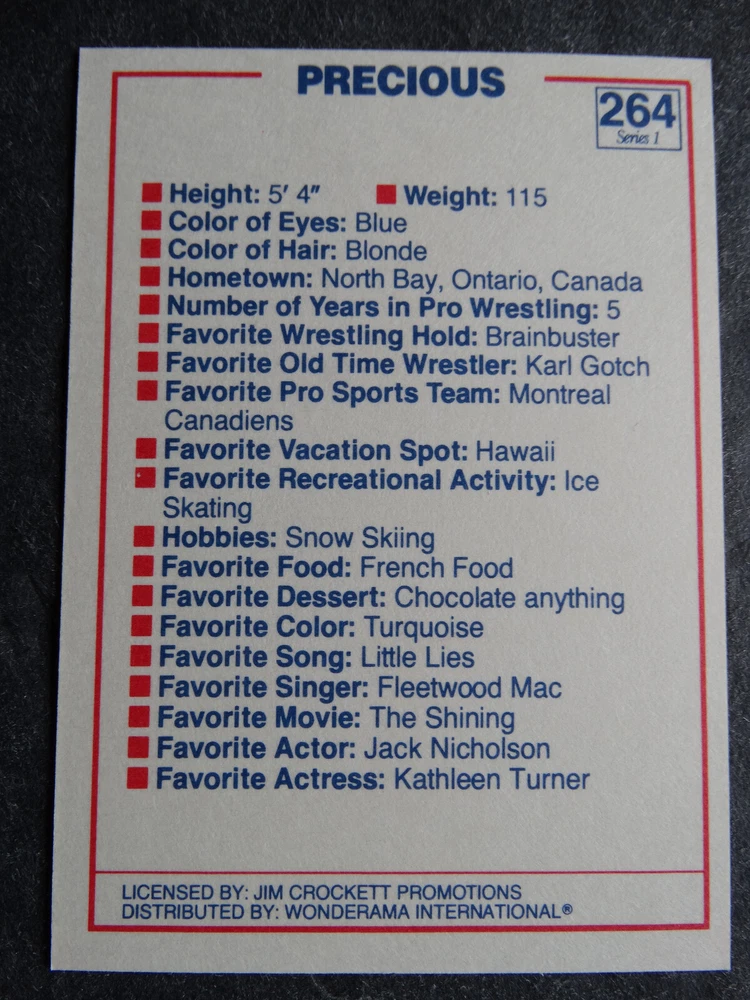 PRECIOUS
264
Series 1
Height: 5' 4" Weight: 115
Color of Eyes: Blue
Color of Hair: Blonde
Hometown: North Bay, Ontario, Canada
Number of Years in Pro Wrestling: 5
Favorite Wrestling Hold: Brainbuster
Favorite Old Time Wrestler: Karl Gotch
Favorite Pro Sports Team: Montreal
Canadiens
Favorite Vacation Spot: Hawaii
Favorite Recreational Activity: Ice
Skating
Hobbies: Snow Skiing
Favorite Food: French Food
Favorite Dessert: Chocolate anything
Favorite Color: Turquoise
Favorite Song: Little Lies
Favorite Singer: Fleetwood Mac
Favorite Movie: The Shining
Favorite Actor: Jack Nicholson
Favorite Actress: Kathleen Turner
LICENSED BY: JIM CROCKETT PROMOTIONS
DISTRIBUTED BY: WONDERAMA INTERNATIONAL®